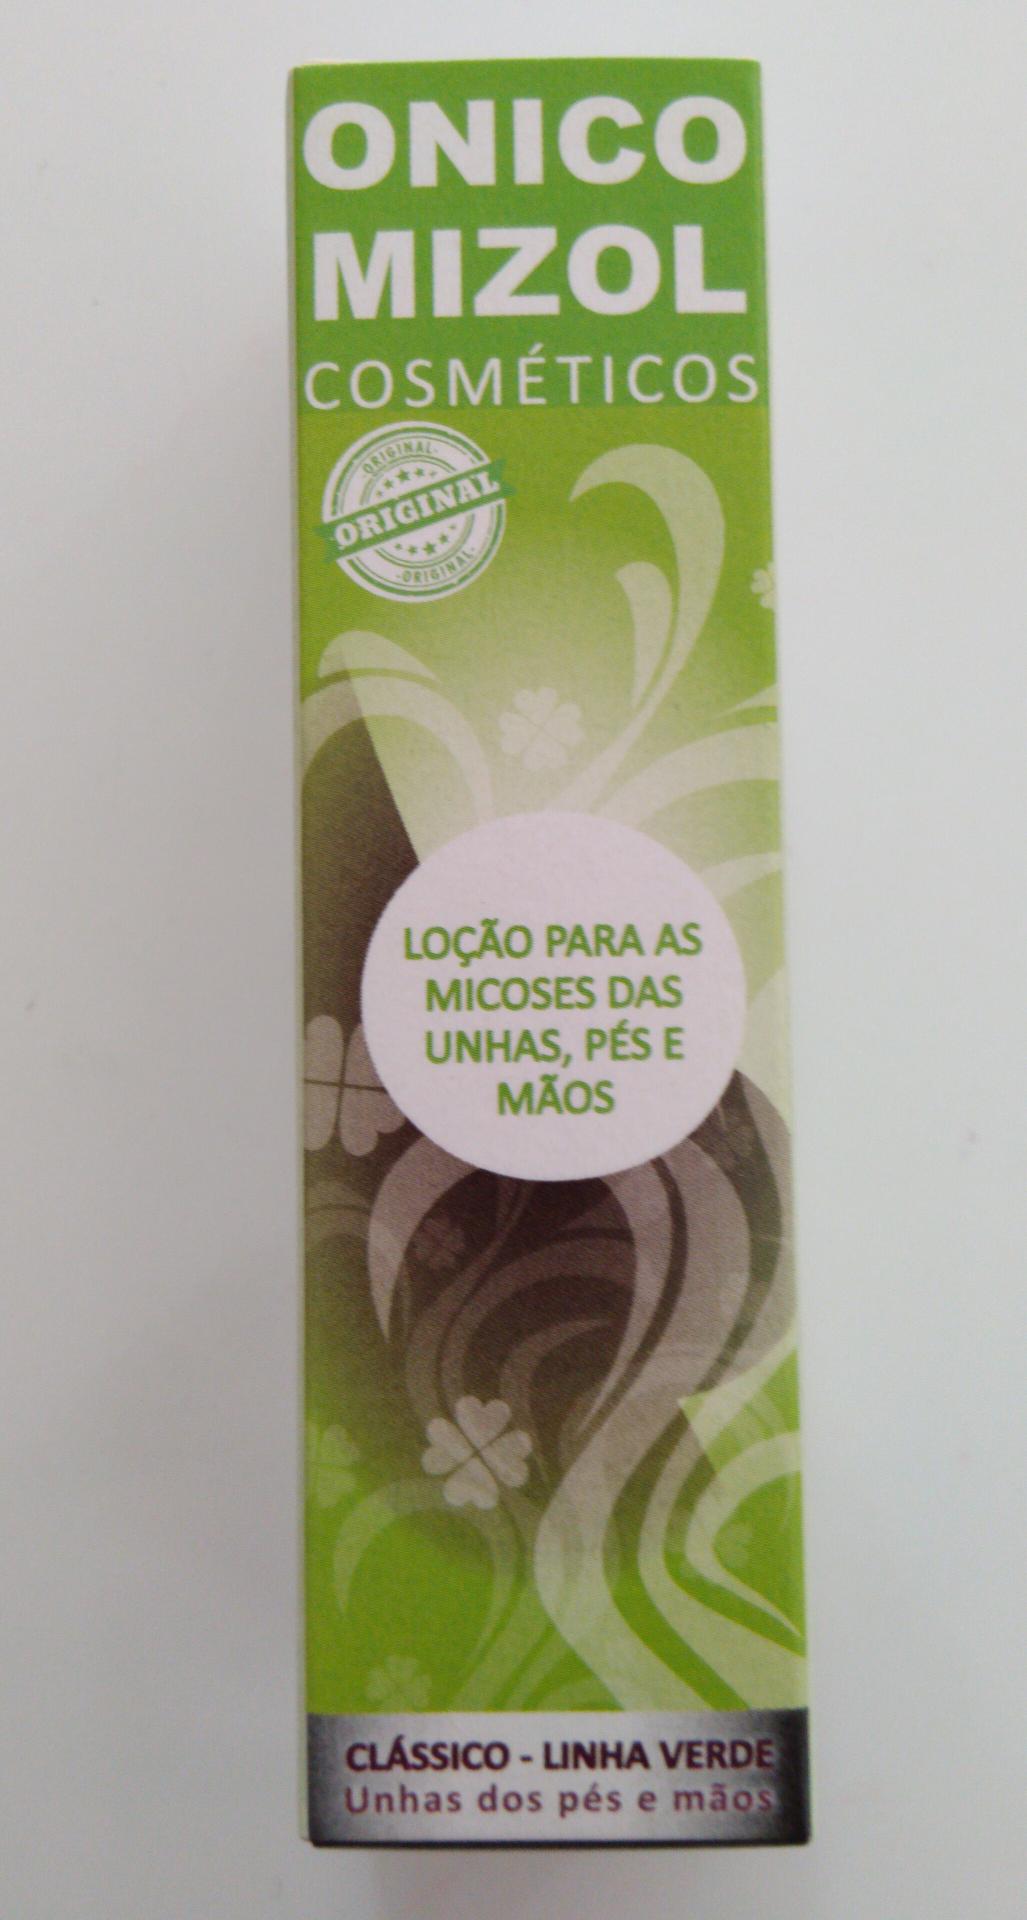 ONICO
MIZOL
COSMÉTICOS
-ORIGINAL-
ORIGINAL
-ORIGINAL-
LOÇÃO PARA AS
MICOSES DAS
UNHAS, PÉS E
MÃOS
CLÁSSICO - LINHA VERDE
Unhas dos pés e mãos